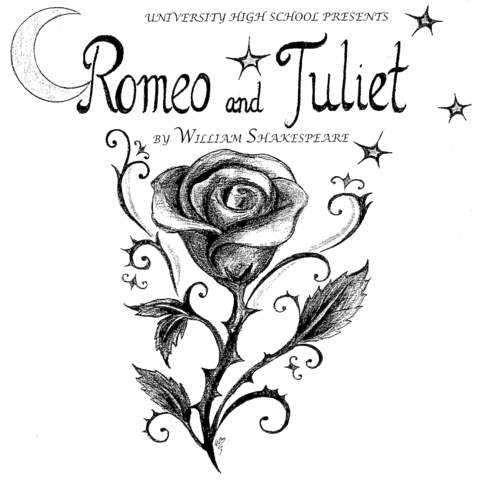 UNIVERSITY HIGH SCHOOL PRESENTS
Romeo and Juliet
BY WILLIAM SHAKESPEARE